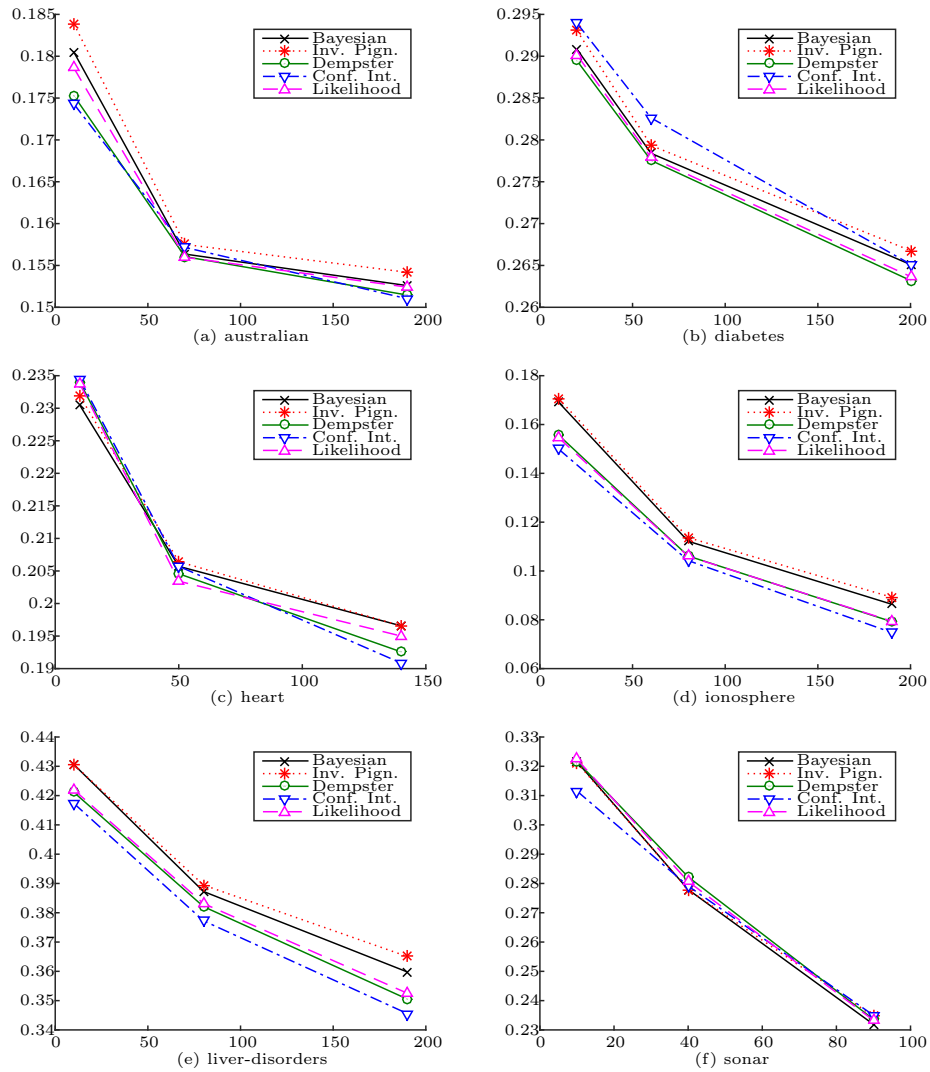 0.185
0.18
0.175
0.17
0.165
0.16
0.155
0.15
0 50 100 150 200
Bayesian
Inv. Pign.
Dempster
Conf. Int.
Likelihood
(a) australian
0.295
0.29
0.285
0.28
0.275
0.27
0.265
0.26
0 50 100 150 200
Bayesian
Inv. Pign.
Dempster
Conf. Int.
Likelihood
(b) diabetes
0.235
0.23
0.225
0.22
0.215
0.21
0.205
0.2
0.195
0.19
0 50 100 150
Bayesian
Inv. Pign.
Dempster
Conf. Int.
Likelihood
(c) heart
0.18
0.16
0.14
0.12
0.1
0.08
0.06
0 50 100 150 200
Bayesian
Inv. Pign.
Dempster
Conf. Int.
Likelihood
(d) ionosphere
0.44
0.43
0.42
0.41
0.4
0.39
0.38
0.37
0.36
0.35
0.34
0 50 100 150 200
Bayesian
Inv. Pign.
Dempster
Conf. Int.
Likelihood
(e) liver-disorders
0.33
0.32
0.31
0.3
0.29
0.28
0.27
0.26
0.25
0.24
0.23
0 20 40 60 80 100
Bayesian
Inv. Pign.
Dempster
Conf. Int.
Likelihood
(f) sonar